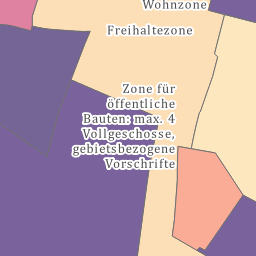 Wohnzone
Freihaltezone
Zone für
öffentliche
Bauten: max. 4
Vollgeschosse,
gebietsbezogene
Vorschrifte